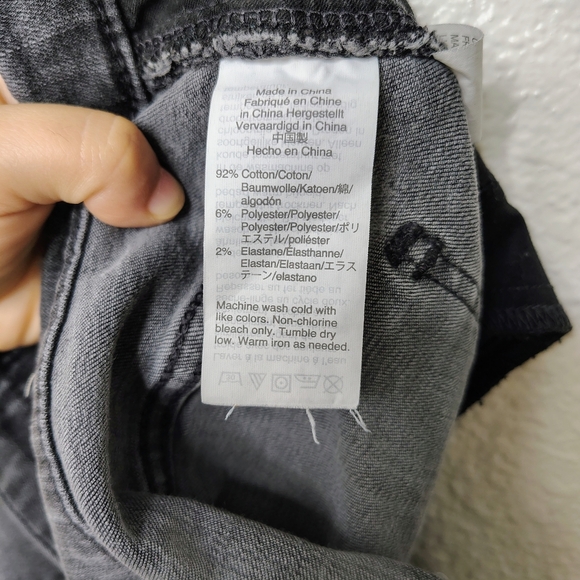 Made in China
Fabriqué en Chine
in China Hergestellt
Vervaardigd in China
中国製
Hecho en China
92% Cotton/Coton/
Baumwolle/Katoen/綿/
algodón
6% Polyester/Polyester/
Polyester/Polyester/ポリ
エステル/poliéster
2% Elastane/Élasthanne/
Elastan/Elastaan/エラス
テーン/elastano
Machine wash cold with
like colors. Non-chlorine
bleach only. Tumble dry
low. Warm iron as needed.